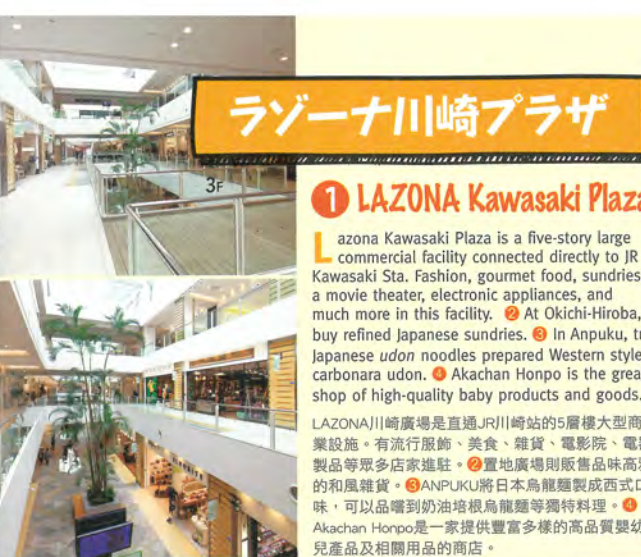 ラゾーナ川崎プラザ
3F
1 LAZONA Kawasaki Plaza
Lazona Kawasaki Plaza is a five-story large
commercial facility connected directly to JR
Kawasaki Sta. Fashion, gourmet food, sundries
a movie theater, electronic appliances, and
much more in this facility. 2 At Okichi-Hiroba,
buy refined Japanese sundries. 3 In Anpuku, tr
Japanese udon noodles prepared Western style
carbonara udon. 4 Akachan Honpo is the grea
shop of high-quality baby products and goods.
LAZONA川崎廣場是直通JR川崎站的5層樓大型商
業設施。有流行服飾、美食、雜貨、電影院、電
製品等眾多店家進駐。2置地廣場則販售品味高
的和風雜貨。3ANPUKU將日本烏龍麵製成西式口
味，可以品嚐到奶油培根烏龍麵等獨特料理。4
Akachan Honpo是一家提供豐富多樣的高品質嬰幼
兒產品及相關用品的商店。